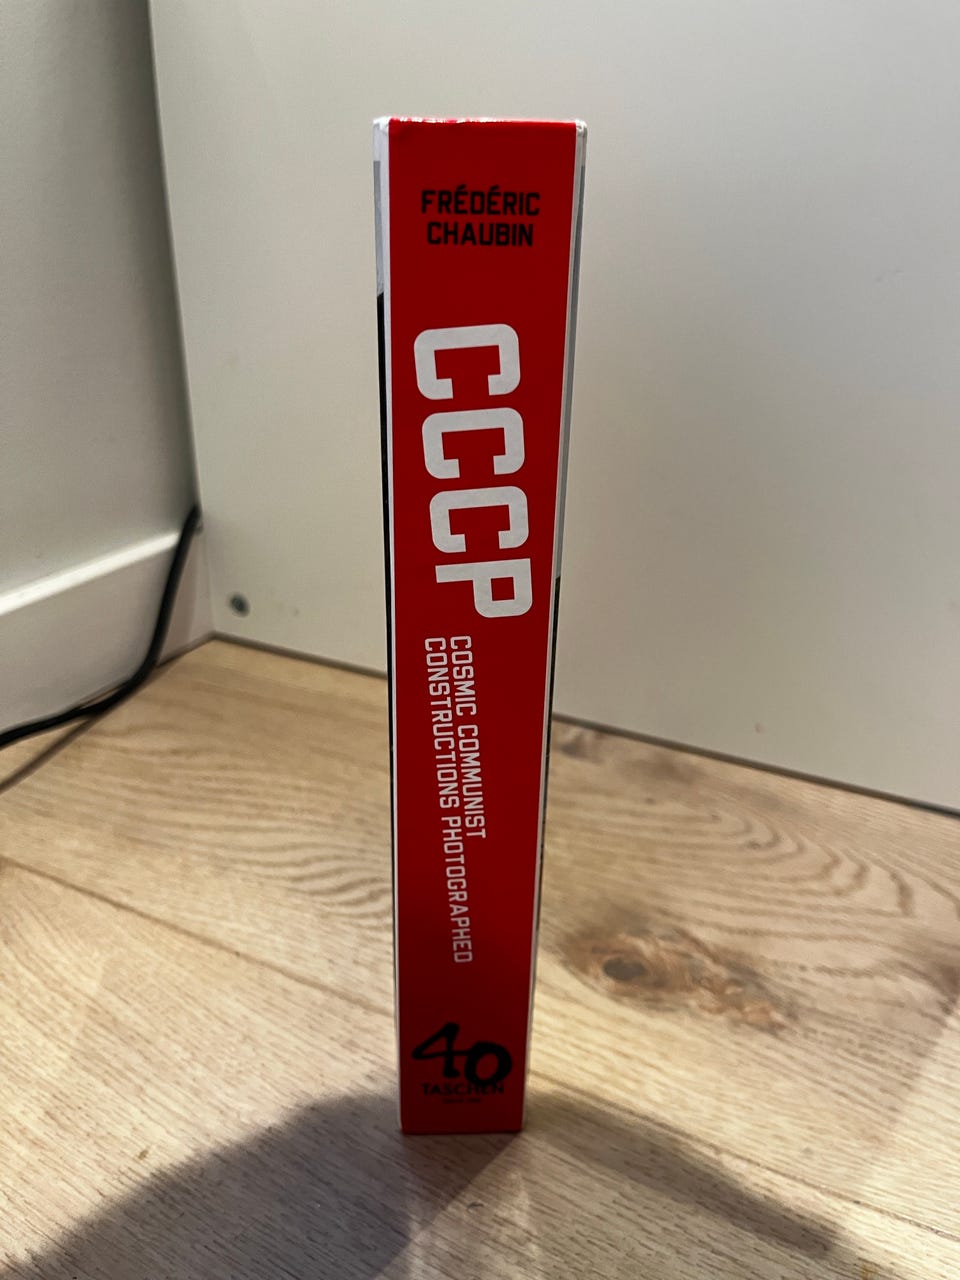 FRÉDÉRIC
CHAUBIN
CCCP
COSMIC COMMUNIST
CONSTRUCTIONS PHOTOGRAPHED
40
TASCHEN